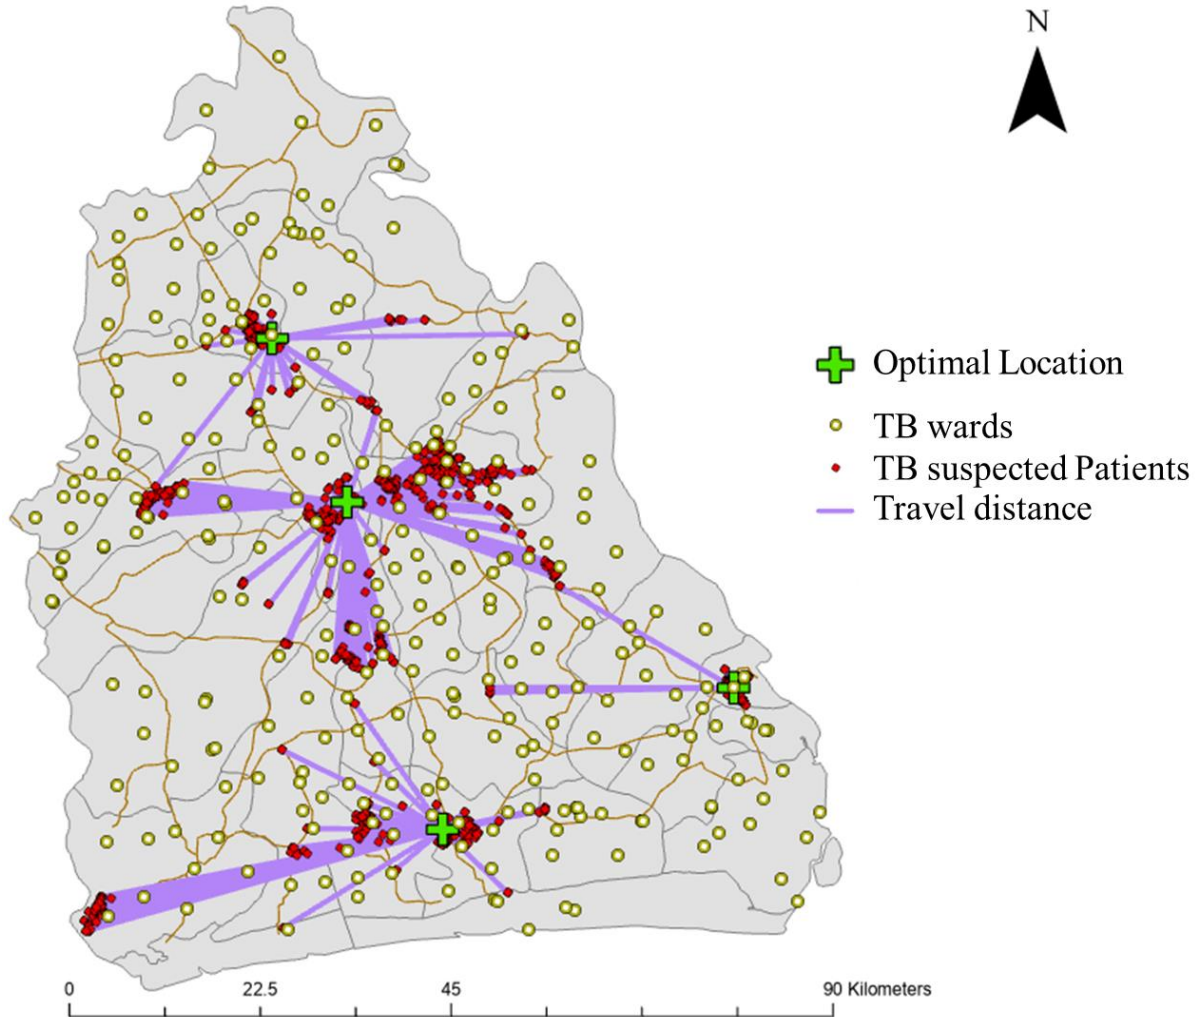 N
Optimal Location
TB wards
TB suspected Patients
Travel distance
0 22.5 45 90 Kilometers